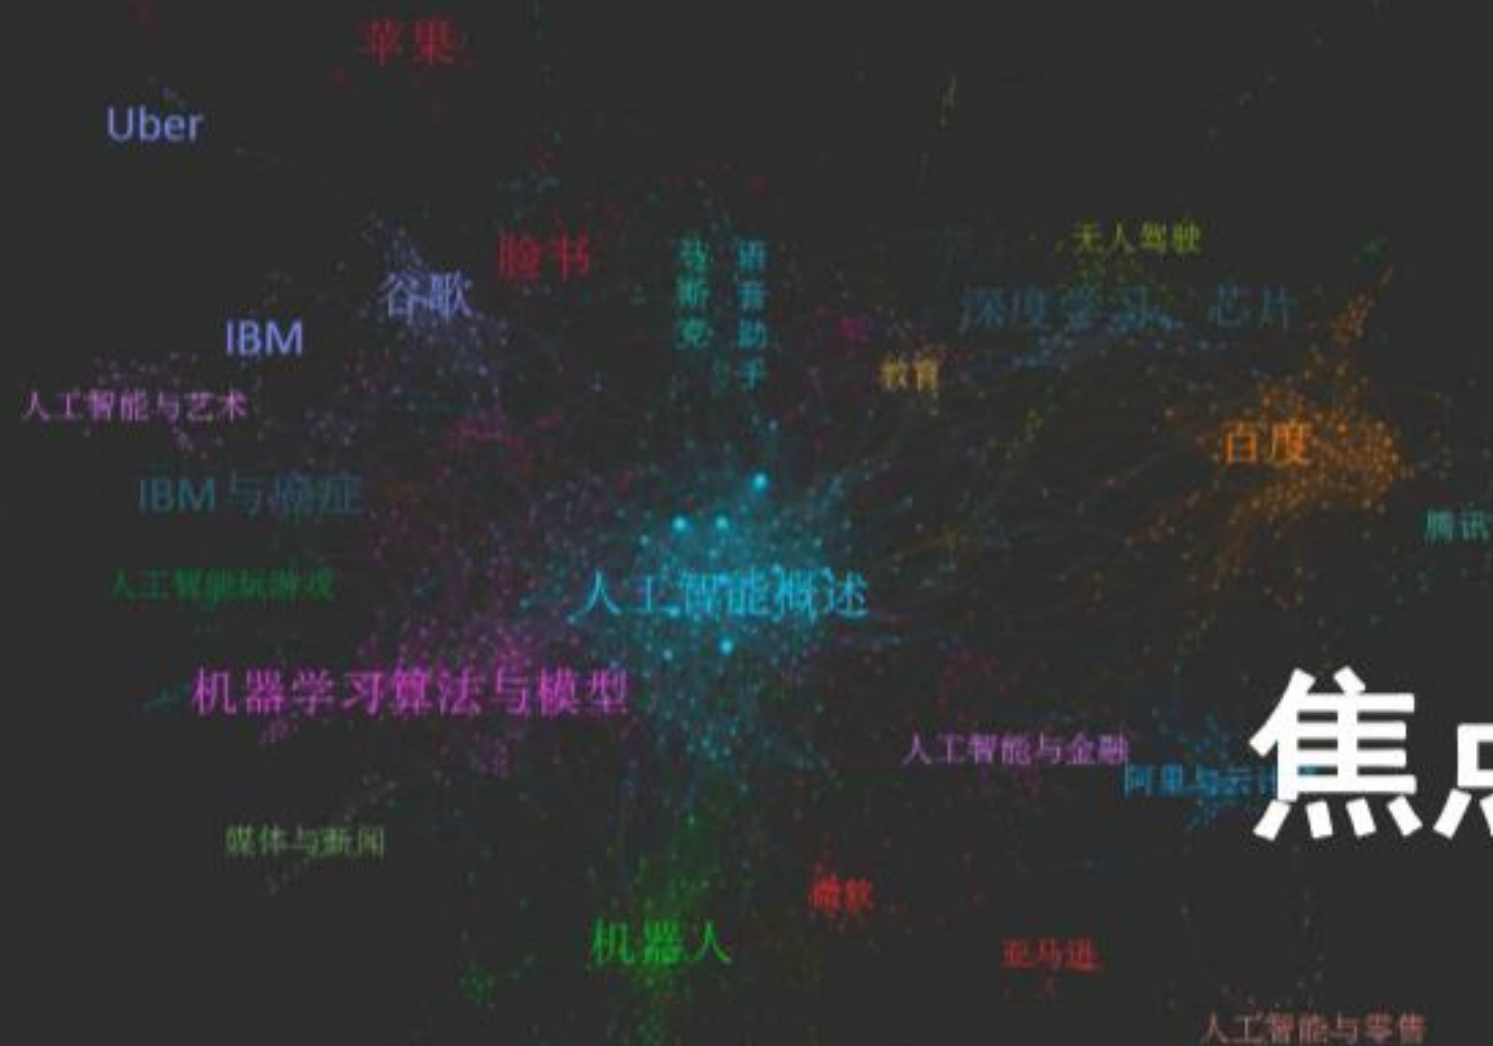 苹果
Uber
无人驾驶
脸书
马斯克
语音助手
谷歌
深度学习、芯片
IBM
教育
人工智能与艺术
百度
IBM与癌症
腾讯
人工智能玩游戏
人工智能概述
机器学习算法与模型
焦点
人工智能与金融
阿里与云计
媒体与新闻
微软
机器人
亚马逊
人工智能与零售